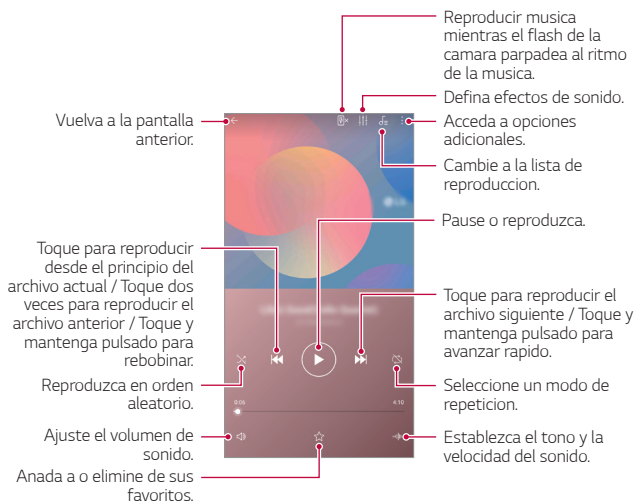 Reproducir musica
mientras el flash de la
camara parpadea al ritmo
de la musica.
Defina efectos de sonido.
Vuelva a la pantalla
anterior.
Acceda a opciones
adicionales.
Cambie a la lista de
reproduccion.
LG
Pause o reproduzca.
Toque para reproducir
desde el principio del
archivo actual / Toque dos
veces para reproducir el
archivo anterior / Toque y
mantenga pulsado para
rebobinar.
Toque para reproducir el
archivo siguiente / Toque y
mantenga pulsado para
avanzar rapido.
Reproduzca en orden
aleatorio.
Seleccione un modo de
repeticion.
0:04
4:10
Ajuste el volumen de
sonido.
Establezca el tono y la
velocidad del sonido.
Anada a o elimine de sus
favoritos.